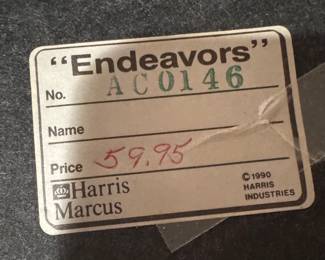 "Endeavors"
No. AC0146
Name
Price 59.95
Harris
Marcus
©1990
HARRIS
INDUSTRIES